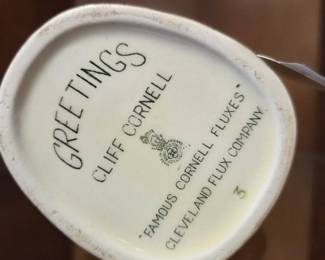 GREETINGS
CLIFF CORNELL
"FAMOUS CORNELL FLUXES"
CLEVELAND FLUX COMPANY
3